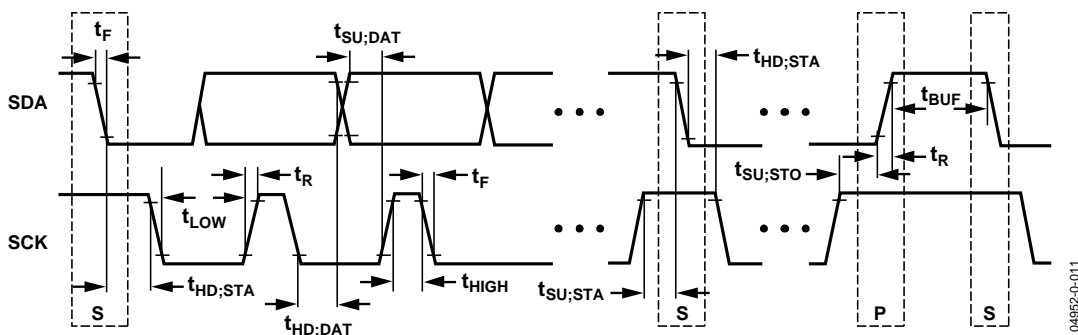 tF
tSU;DAT
tHD;STA
SDA
tBUF
tR
tF
tSU;STO
tR
tLOW
SCK
tHD;STA
tHIGH
tSU;STA
tHD;DAT
S
S
P
S
04952-0-011